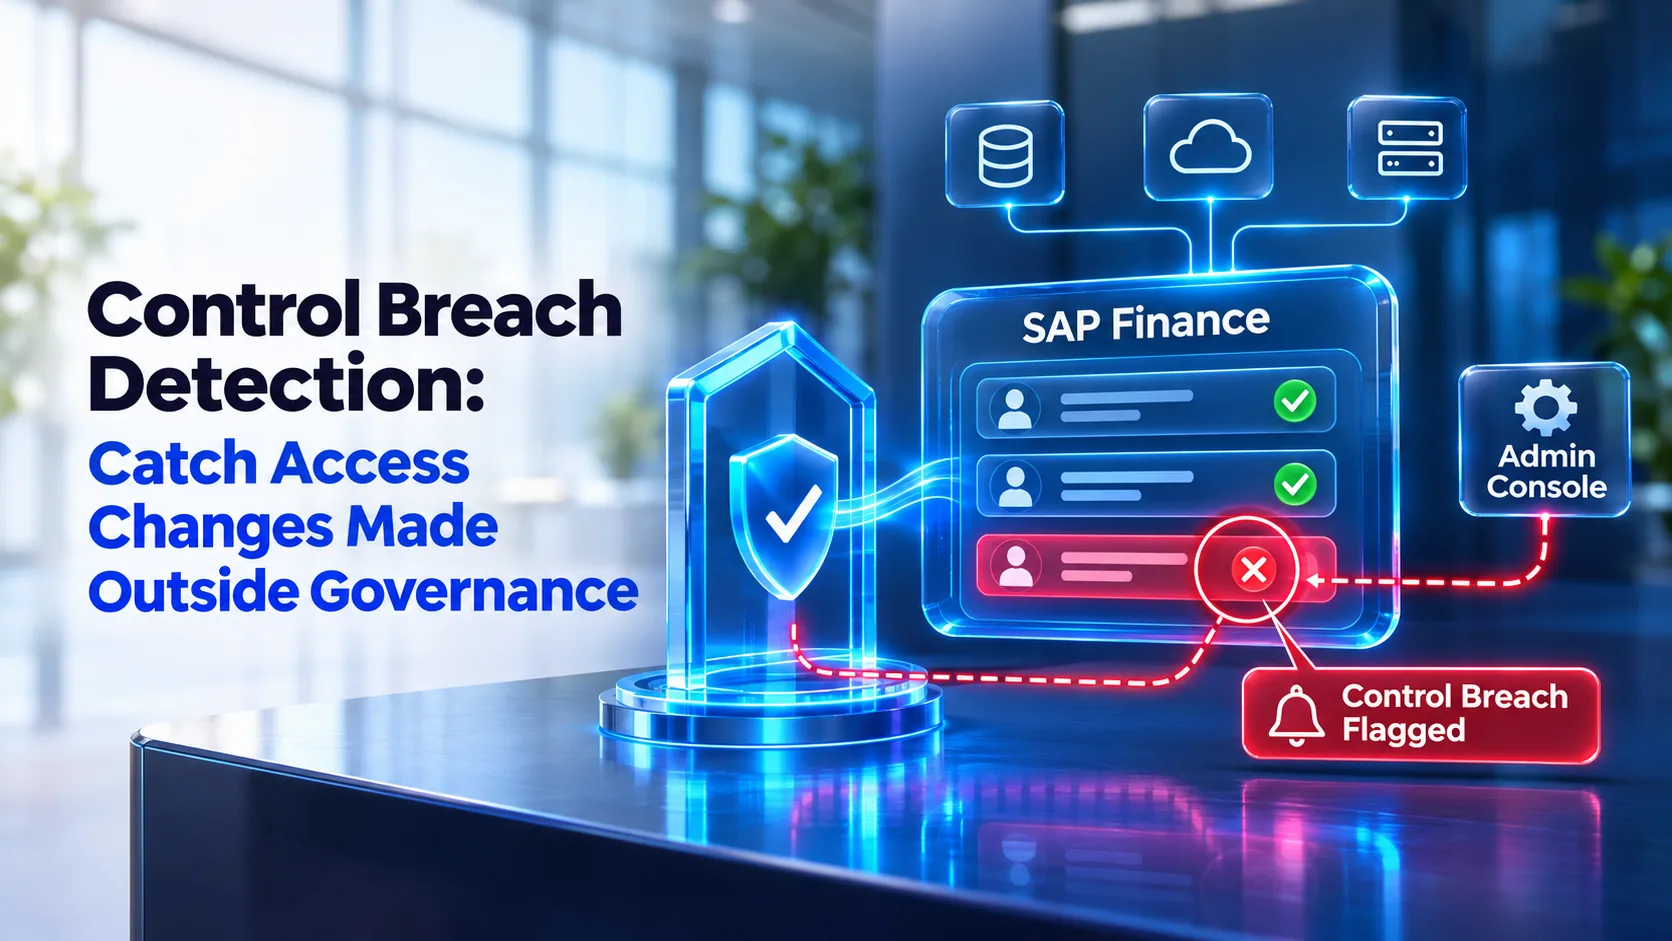 Control Breach
Detection:
Catch Access
Changes Made
Outside Governance
SAP Finance
Admin
Console
Control Breach
Flagged